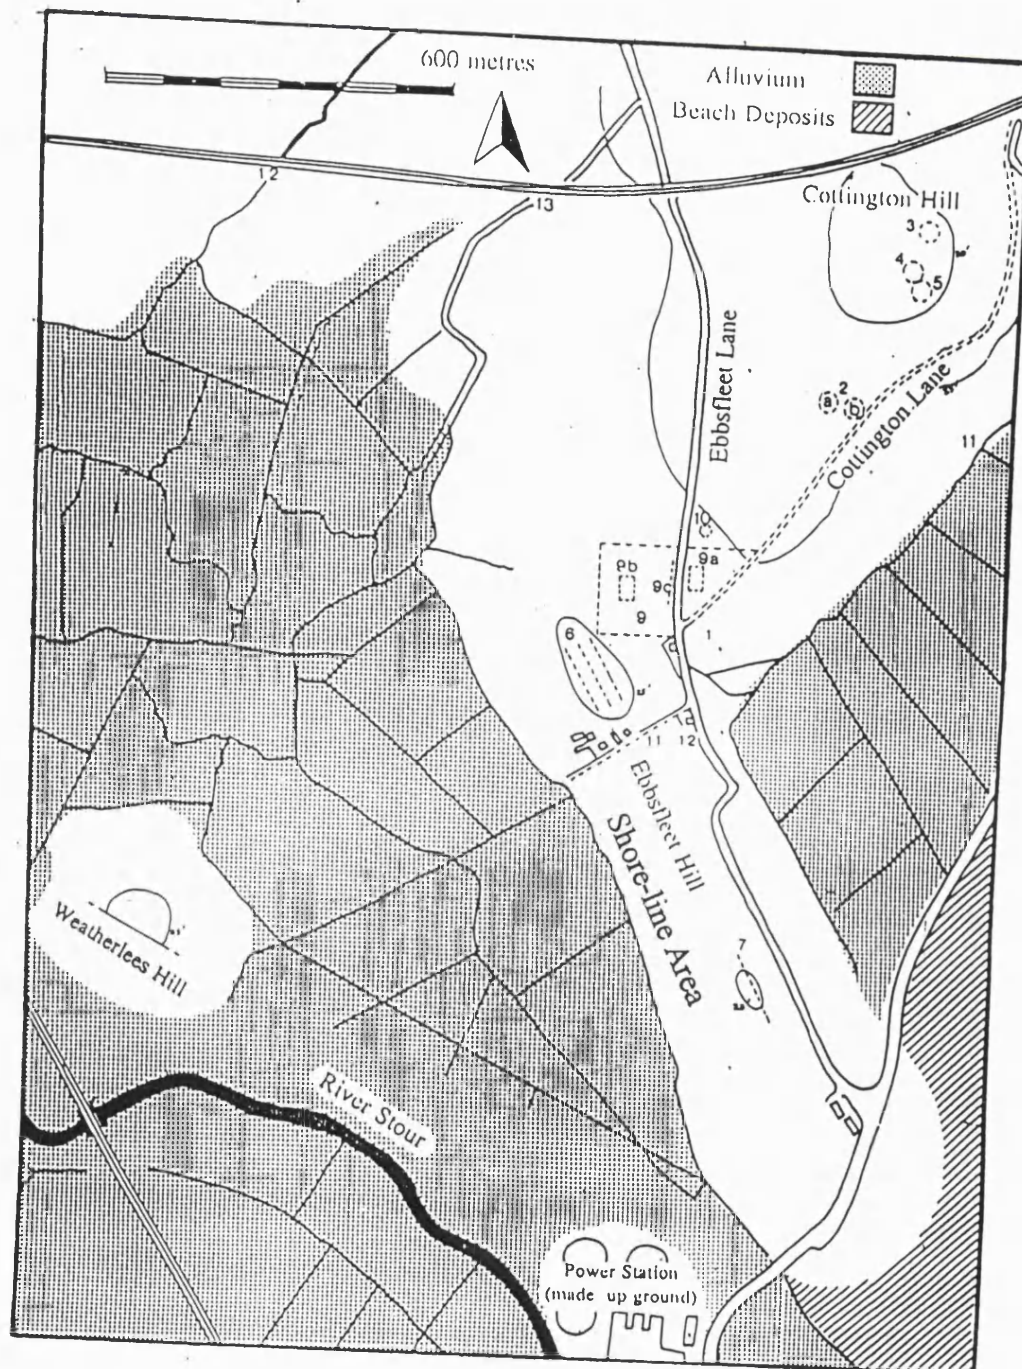 600 metres
Alluvium
Beach Deposits
12
13
Cottington Hill
3
4
5
Ebbsfleet Lane
2
a
b
Cottington Lane
11
10
9a
9b
9c
9
1
6
11
12
Ebbsfleet Hill
Shore-line Area
7
Weatherlees Hill
River Stour
Power Station
(made up ground)